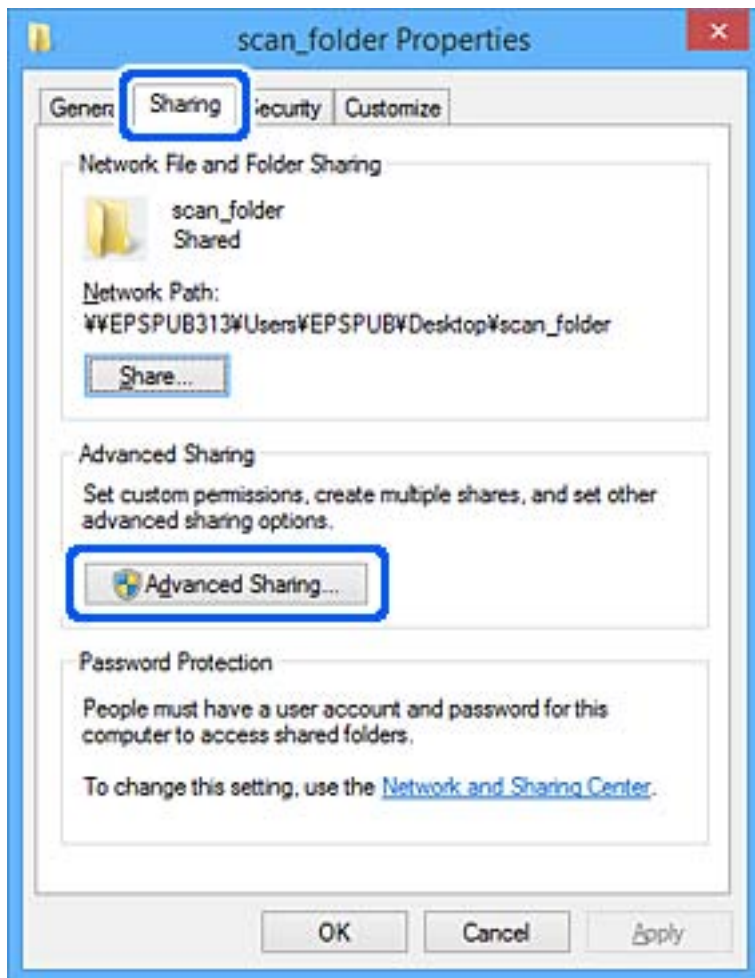 scan_folder Properties
Sharing
Customize
Network File and Folder Sharing
scan_folder
Shared
Network Path:
¥¥EPSPUB313¥Users¥EPSPUB¥Desktop¥scan_folder
Share...
Advanced Sharing
Set custom permissions, create multiple shares, and set other
advanced sharing options.
Advanced Sharing...
Password Protection
People must have a user account and password for this
computer to access shared folders.
To change this setting, use the Network and Sharing Center.
OK
Cancel
Apply